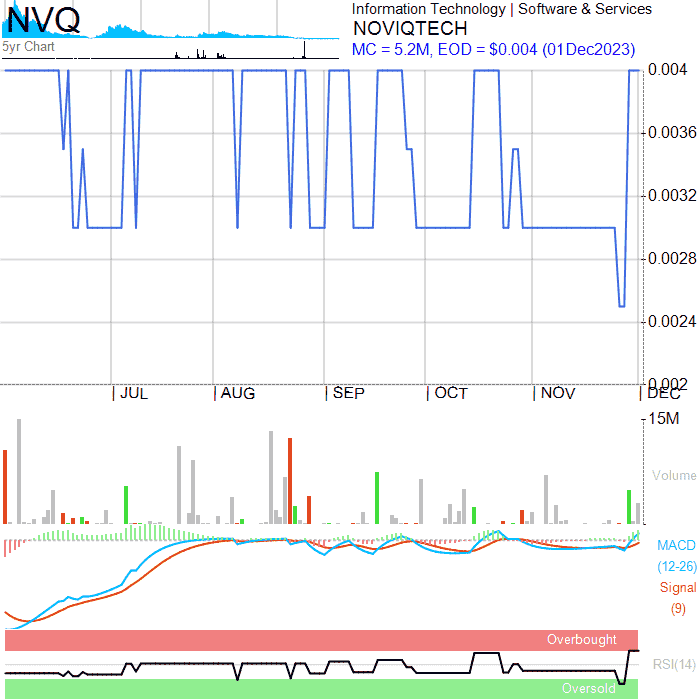 NVQ
5yr Chart
Information Technology | Software & Services
NOVIQTECH
MC = 5.2M, EOD = $0.004 (01Dec2023)
0.004
0.0036
0.0032
0.0028
0.0024
0.002
| JUL | AUG | SEP | OCT | NOV | DEC
15M
Volume
MACD
(12-26)
Signal
(9)
Overbought
RSI(14)
Oversold